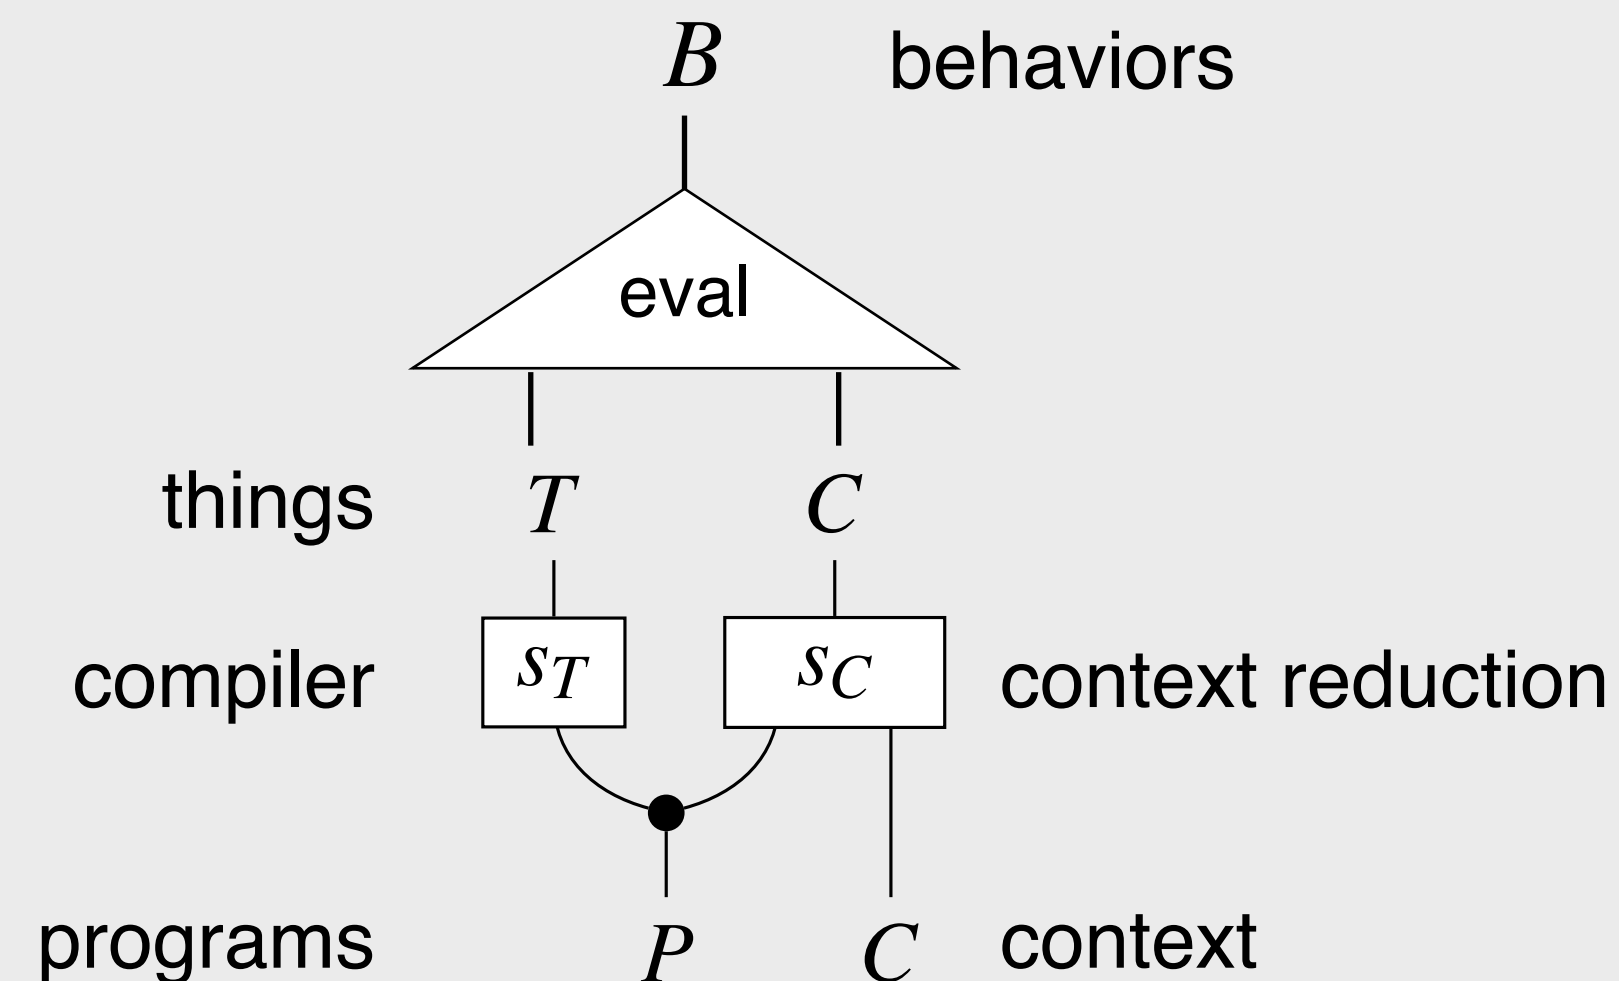 B behaviors
eval
things T C
compiler s_T s_C context reduction
programs P C context